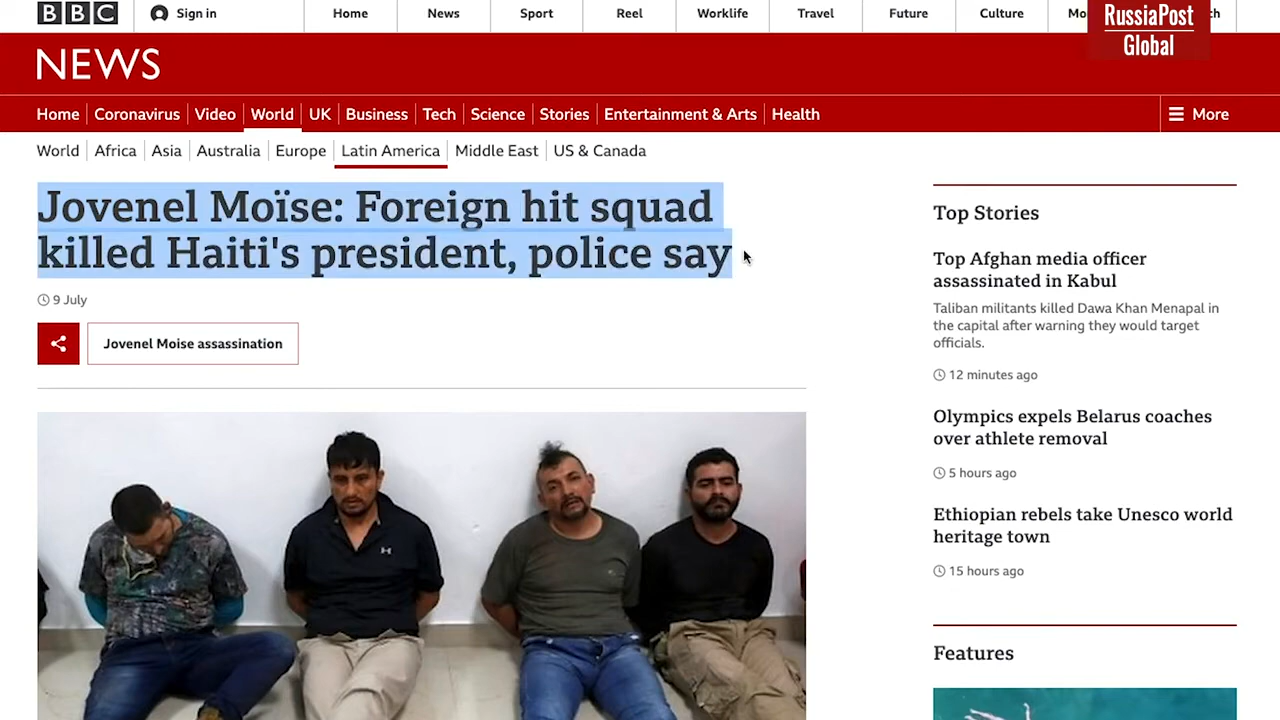 BBC
Sign in
Home
News
Sport
Reel
Worklife
Travel
Future
Culture
RussiaPost
Global
NEWS
Home
Coronavirus
Video
World
UK
Business
Tech
Science
Stories
Entertainment & Arts
Health
More
World
Africa
Asia
Australia
Europe
Latin America
Middle East
US & Canada
Jovenel Moïse: Foreign hit squad
killed Haiti's president, police say
9 July
Jovenel Moise assassination
Top Stories
Top Afghan media officer
assassinated in Kabul
Taliban militants killed Dawa Khan Menapal in
the capital after warning they would target
officials.
12 minutes ago
Olympics expels Belarus coaches
over athlete removal
5 hours ago
Ethiopian rebels take Unesco world
heritage town
15 hours ago
Features